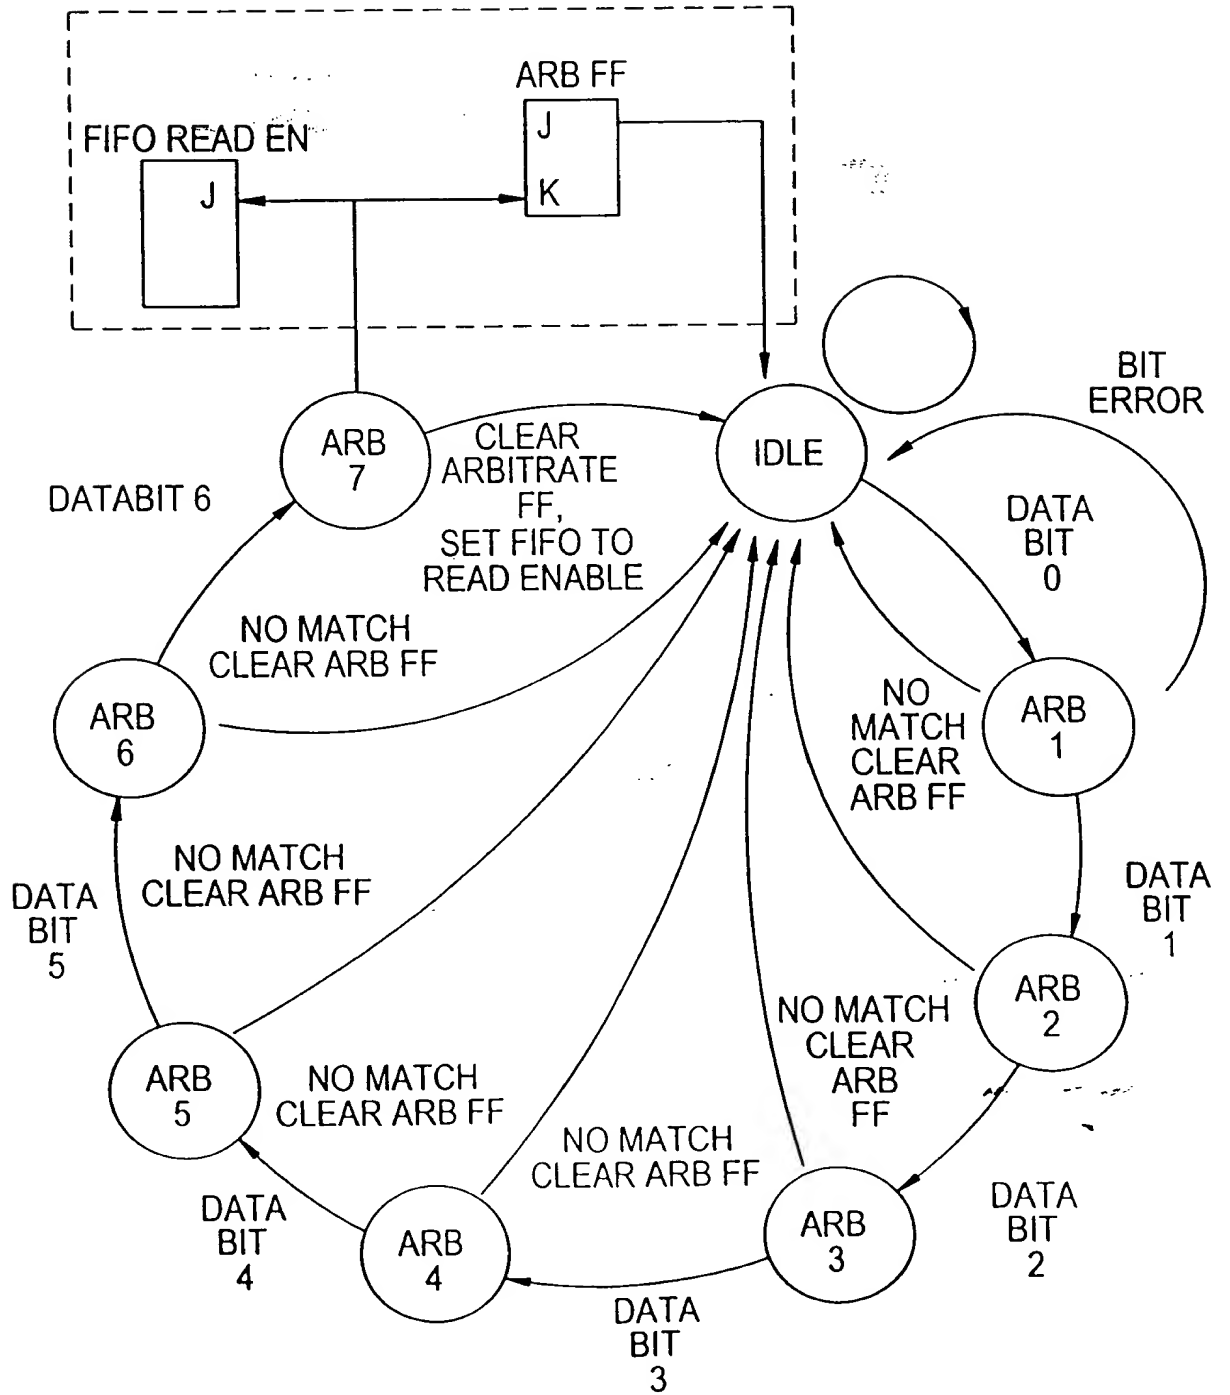 ARB FF
J
K
FIFO READ EN
J
BIT
ERROR
ARB
7
CLEAR
ARBITRATE
FF,
SET FIFO TO
READ ENABLE
IDLE
DATABIT 6
DATA
BIT
0
NO MATCH
CLEAR ARB FF
ARB
6
NO
MATCH
CLEAR
ARB FF
ARB
1
NO MATCH
CLEAR ARB FF
DATA
BIT
5
DATA
BIT
1
ARB
2
NO MATCH
CLEAR
ARB
FF
ARB
5
NO MATCH
CLEAR ARB FF
NO MATCH
CLEAR ARB FF
DATA
BIT
4
ARB
4
ARB
3
DATA
BIT
2
DATA
BIT
3